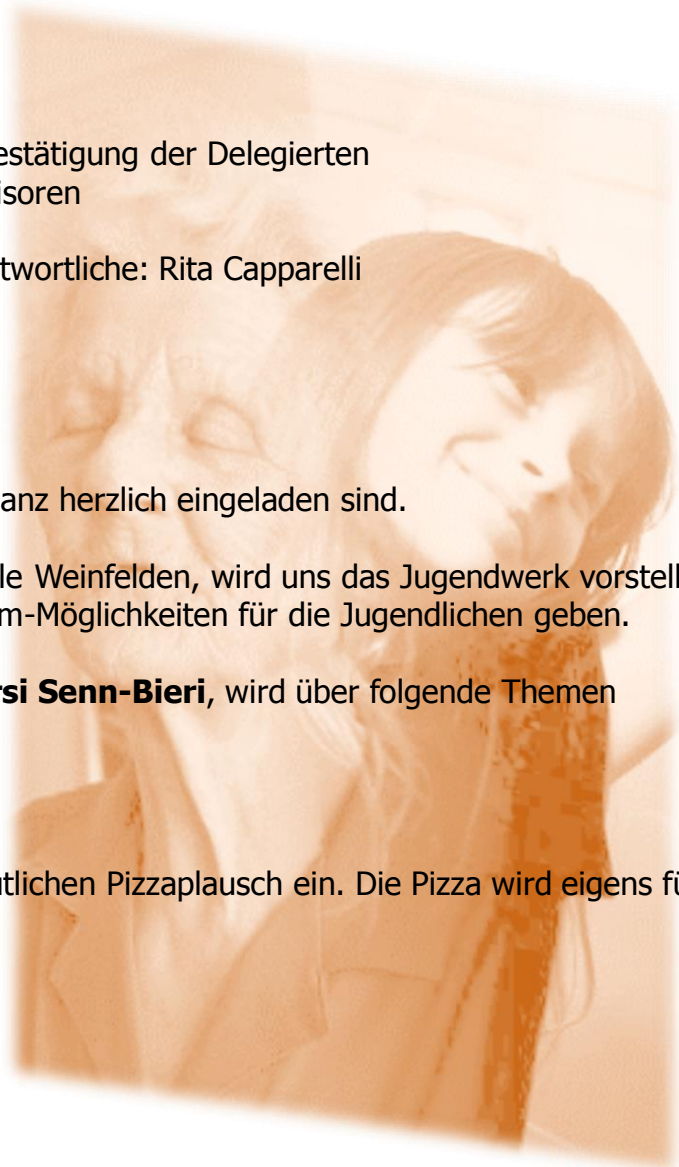 estätigung der Delegierten
isoren
twortliche: Rita Capparelli
anz herzlich eingeladen sind.
le Weinfelden, wird uns das Jugendwerk vorstell
m-Möglichkeiten für die Jugendlichen geben.
rsi Senn-Bieri, wird über folgende Themen
tlichen Pizzaplausch ein. Die Pizza wird eigens fü